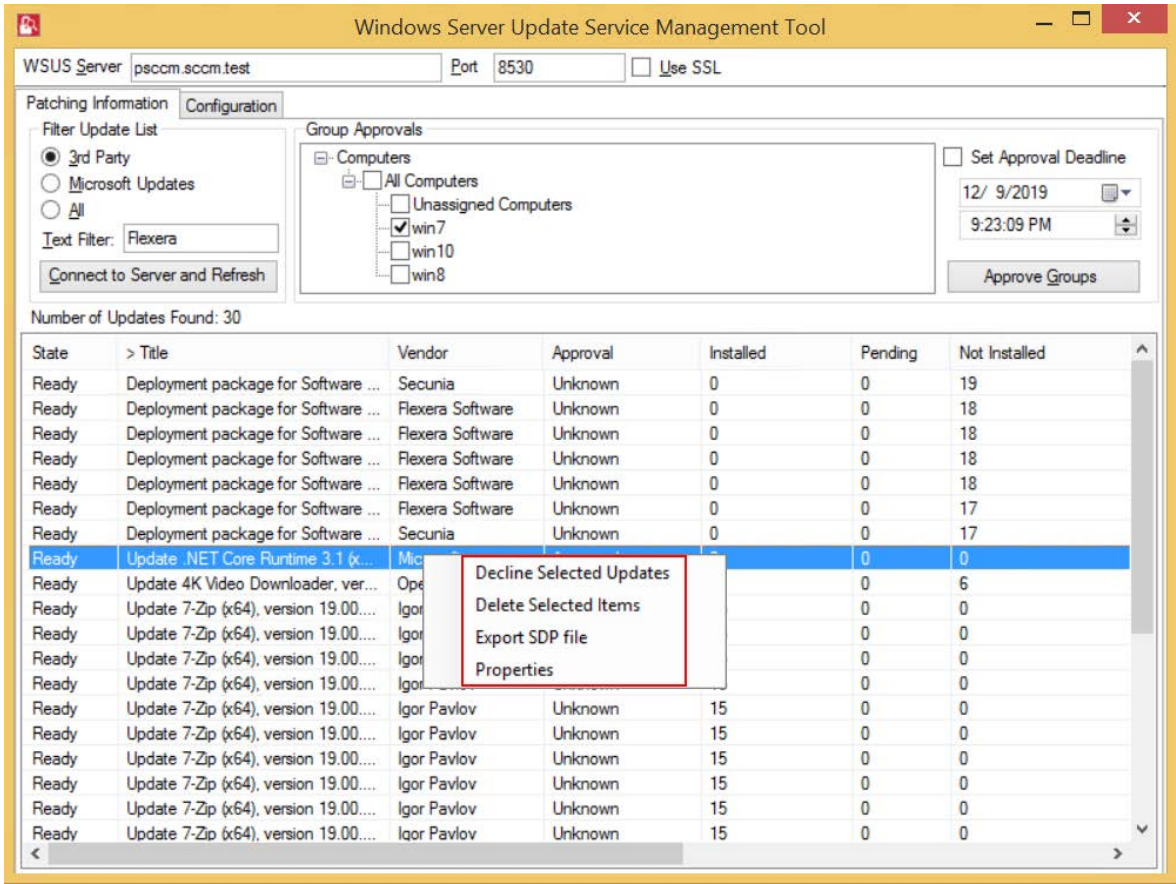 Windows Server Update Service Management Tool
WSUS Server psccm.sccm.test Port 8530 Use SSL
Patching Information Configuration
Filter Update List
3rd Party
Microsoft Updates
All
Text Filter: Flexera
Connect to Server and Refresh
Group Approvals
Computers
All Computers
Unassigned Computers
win7
win10
win8
Set Approval Deadline
12/ 9/2019
9:23:09 PM
Approve Groups
Number of Updates Found: 30
State > Title Vendor Approval Installed Pending Not Installed
Ready Deployment package for Software ... Secunia Unknown 0 0 19
Ready Deployment package for Software ... Flexera Software Unknown 0 0 18
Ready Deployment package for Software ... Flexera Software Unknown 0 0 18
Ready Deployment package for Software ... Flexera Software Unknown 0 0 18
Ready Deployment package for Software ... Flexera Software Unknown 0 0 18
Ready Deployment package for Software ... Flexera Software Unknown 0 0 17
Ready Deployment package for Software ... Secunia Unknown 0 0 17
Ready Update .NET Core Runtime 3.1 (x... 0 0
Ready Update 4K Video Downloader, ver... 0 6
Ready Update 7-Zip (x64), version 19.00.... 0 0
Ready Update 7-Zip (x64), version 19.00.... 0 0
Ready Update 7-Zip (x64), version 19.00.... 0 0
Ready Update 7-Zip (x64), version 19.00.... 0 0
Decline Selected Updates
Delete Selected Items
Export SDP file
Properties
Ready Update 7-Zip (x64), version 19.00.... Igor Pavlov Unknown 15 0 0
Ready Update 7-Zip (x64), version 19.00.... Igor Pavlov Unknown 15 0 0
Ready Update 7-Zip (x64), version 19.00.... Igor Pavlov Unknown 15 0 0
Ready Update 7-Zip (x64), version 19.00.... Igor Pavlov Unknown 15 0 0
Ready Update 7-Zip (x64), version 19.00.... Igor Pavlov Unknown 15 0 0
Ready Update 7-Zip (x64), version 19.00.... Igor Pavlov Unknown 15 0 0